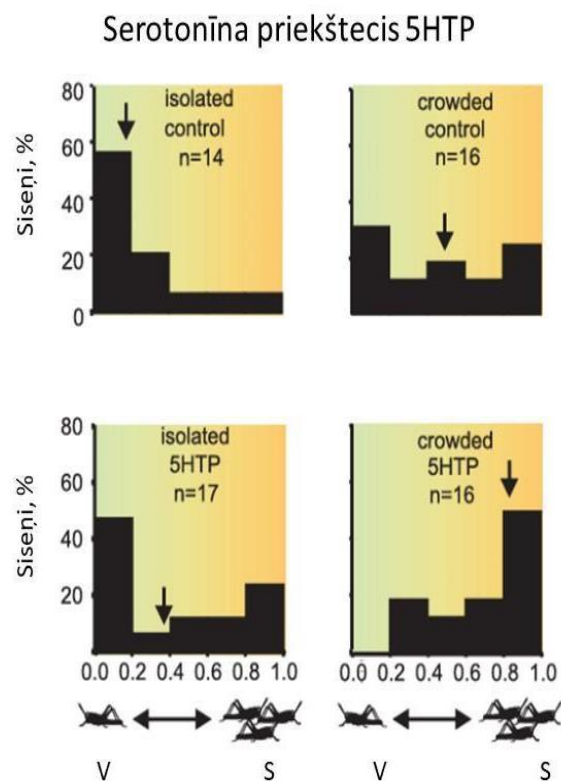 Serotonīna priekštecis 5HTP
Siseņi, %
80
60
40
20
0
isolated
control
n=14
crowded
control
n=16
Siseņi, %
80
60
40
20
isolated
5HTP
n=17
crowded
5HTP
n=16
0.0 0.2 0.4 0.6 0.8 1.0
0.0 0.2 0.4 0.6 0.8 1.0
V S
V S